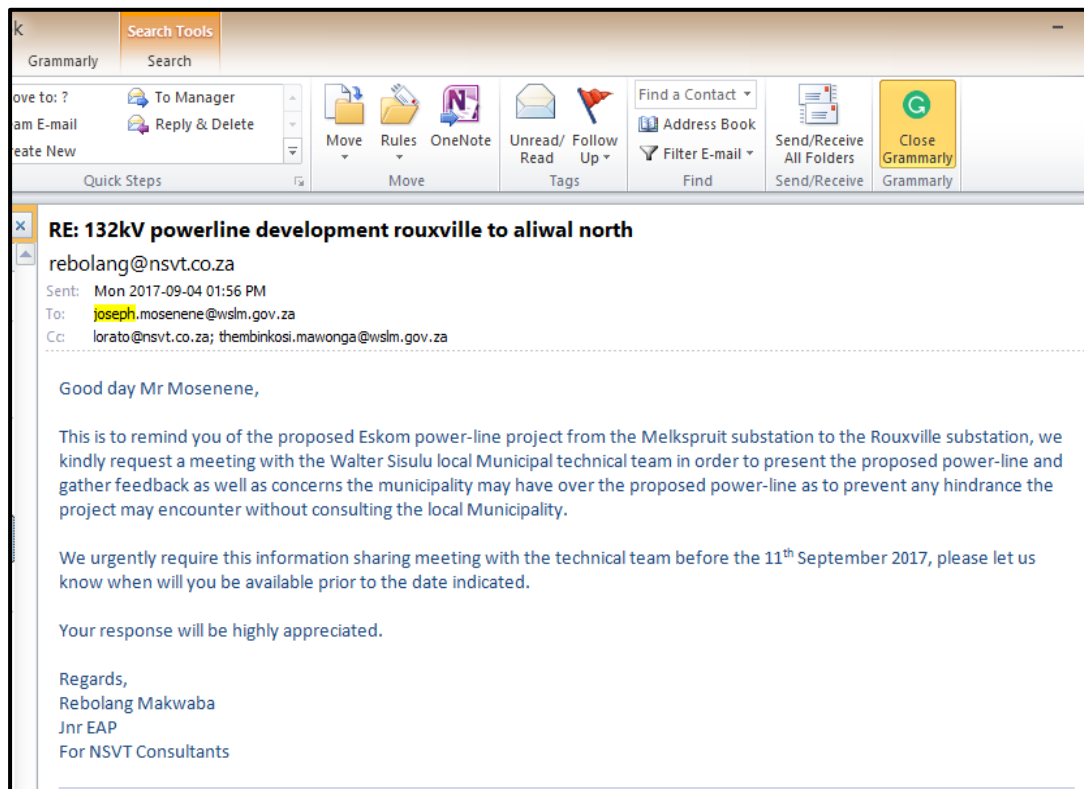 k
Search Tools
Grammarly Search
ove to: ? To Manager
am E-mail Reply & Delete
reate New
Quick Steps
Move Rules OneNote
Move
Unread/ Follow
Read Up
Tags
Find a Contact
Address Book
Filter E-mail
Find
Send/Receive
All Folders
Send/Receive
G
Close
Grammarly
Grammarly
RE: 132kV powerline development rouxville to aliwal north
rebolang@nsvt.co.za
Sent: Mon 2017-09-04 01:56 PM
To: joseph.mosenene@wslm.gov.za
Cc: lorato@nsvt.co.za; thembinkosi.mawonga@wslm.gov.za
Good day Mr Mosenene,
This is to remind you of the proposed Eskom power-line project from the Melkspruit substation to the Rouxville substation, we
kindly request a meeting with the Walter Sisulu local Municipal technical team in order to present the proposed power-line and
gather feedback as well as concerns the municipality may have over the proposed power-line as to prevent any hindrance the
project may encounter without consulting the local Municipality.
We urgently require this information sharing meeting with the technical team before the 11th September 2017, please let us
know when will you be available prior to the date indicated.
Your response will be highly appreciated.
Regards,
Rebolang Makwaba
Jnr EAP
For NSVT Consultants